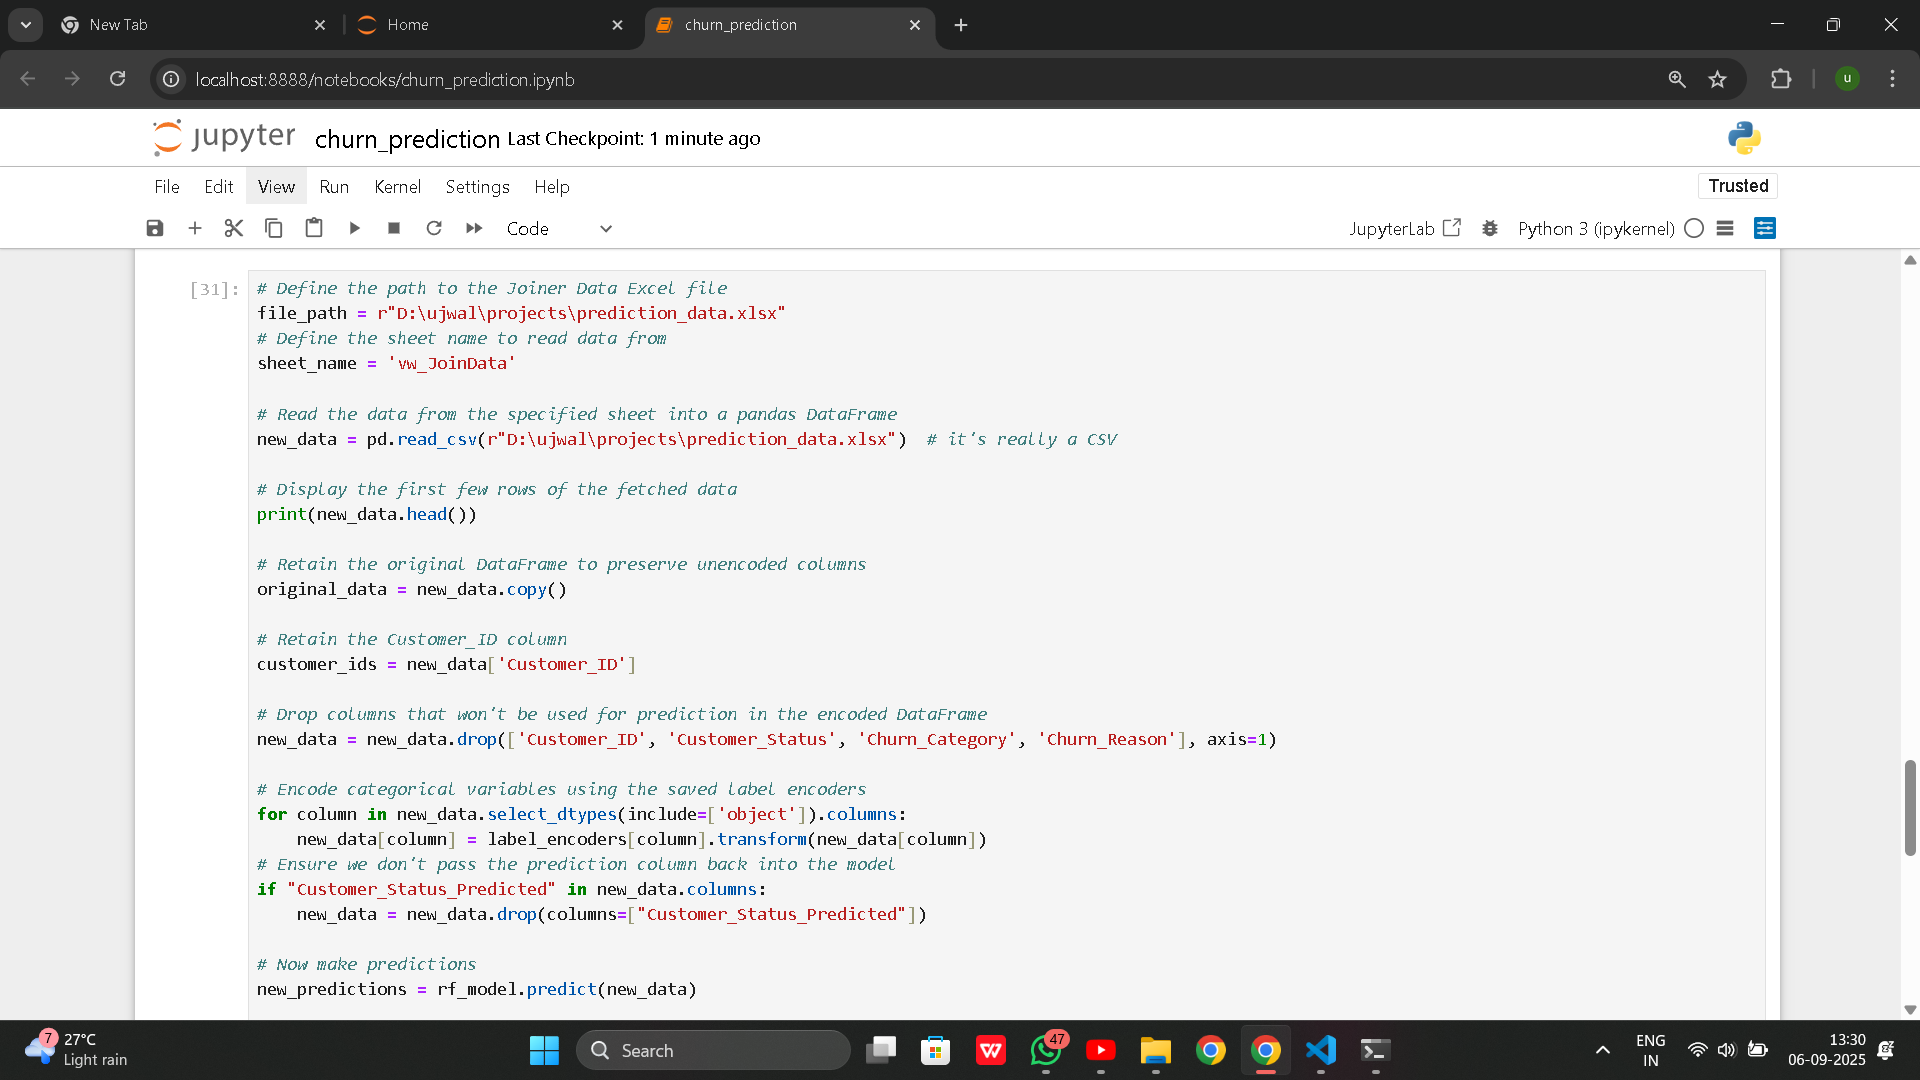 New Tab
Home
churn_prediction
localhost:8888/notebooks/churn_prediction.ipynb
u
jupyter churn_prediction Last Checkpoint: 1 minute ago
File Edit View Run Kernel Settings Help
Trusted
Code
JupyterLab
Python 3 (ipykernel)
[31]:
# Define the path to the Joiner Data Excel file
file_path = r"D:\ujwal\projects\prediction_data.xlsx"
# Define the sheet name to read data from
sheet_name = 'vw_JoinData'
# Read the data from the specified sheet into a pandas DataFrame
new_data = pd.read_csv(r"D:\ujwal\projects\prediction_data.xlsx")  # it's really a CSV
# Display the first few rows of the fetched data
print(new_data.head())
# Retain the original DataFrame to preserve unencoded columns
original_data = new_data.copy()
# Retain the Customer_ID column
customer_ids = new_data['Customer_ID']
# Drop columns that won't be used for prediction in the encoded DataFrame
new_data = new_data.drop(['Customer_ID', 'Customer_Status', 'Churn_Category', 'Churn_Reason'], axis=1)
# Encode categorical variables using the saved label encoders
for column in new_data.select_dtypes(include=['object']).columns:
    new_data[column] = label_encoders[column].transform(new_data[column])
# Ensure we don't pass the prediction column back into the model
if "Customer_Status_Predicted" in new_data.columns:
    new_data = new_data.drop(columns=["Customer_Status_Predicted"])
# Now make predictions
new_predictions = rf_model.predict(new_data)
7
27°C
Light rain
Search
W
47
ENG
IN
13:30
06-09-2025